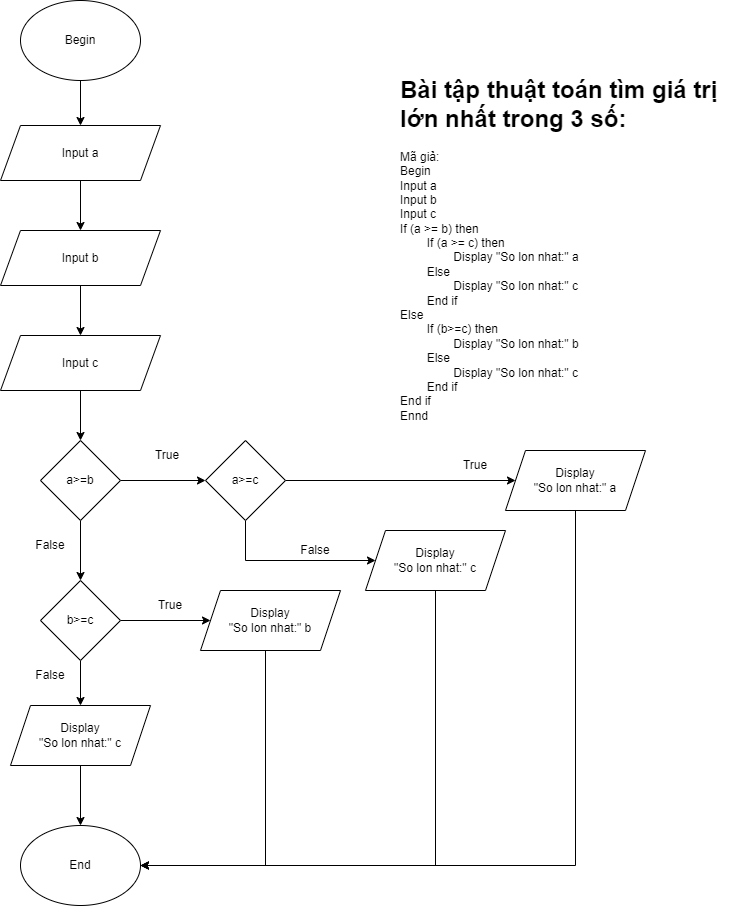 Begin
Input a
Input b
Input c
a>=b
True
a>=c
True
Display
"So lon nhat:" a
False
Display
"So lon nhat:" c
False
b>=c
True
Display
"So lon nhat:" b
False
Display
"So lon nhat:" c
End
Bài tập thuật toán tìm giá trị
lớn nhất trong 3 số:
Mã giả:
Begin
Input a
Input b
Input c
If (a >= b) then
If (a >= c) then
Display "So lon nhat:" a
Else
Display "So lon nhat:" c
End if
Else
If (b>=c) then
Display "So lon nhat:" b
Else
Display "So lon nhat:" c
End if
End if
Ennd